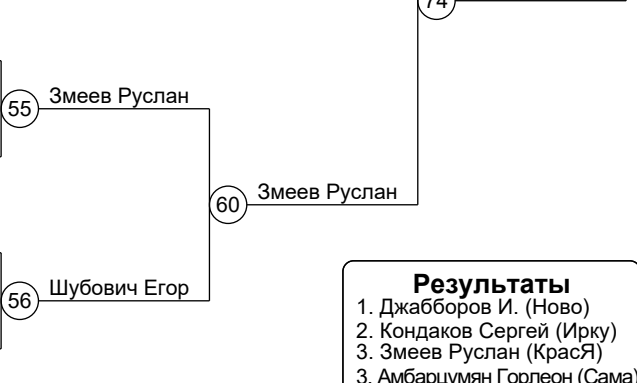 74
Змеев Руслан
55
Змеев Руслан
60
Шубович Егор
56
Результаты
1. Джабборов И. (Ново)
2. Кондаков Сергей (Ирку)
3. Змеев Руслан (КрасЯ)
3. Амбарцумян Горлеон (Сама)